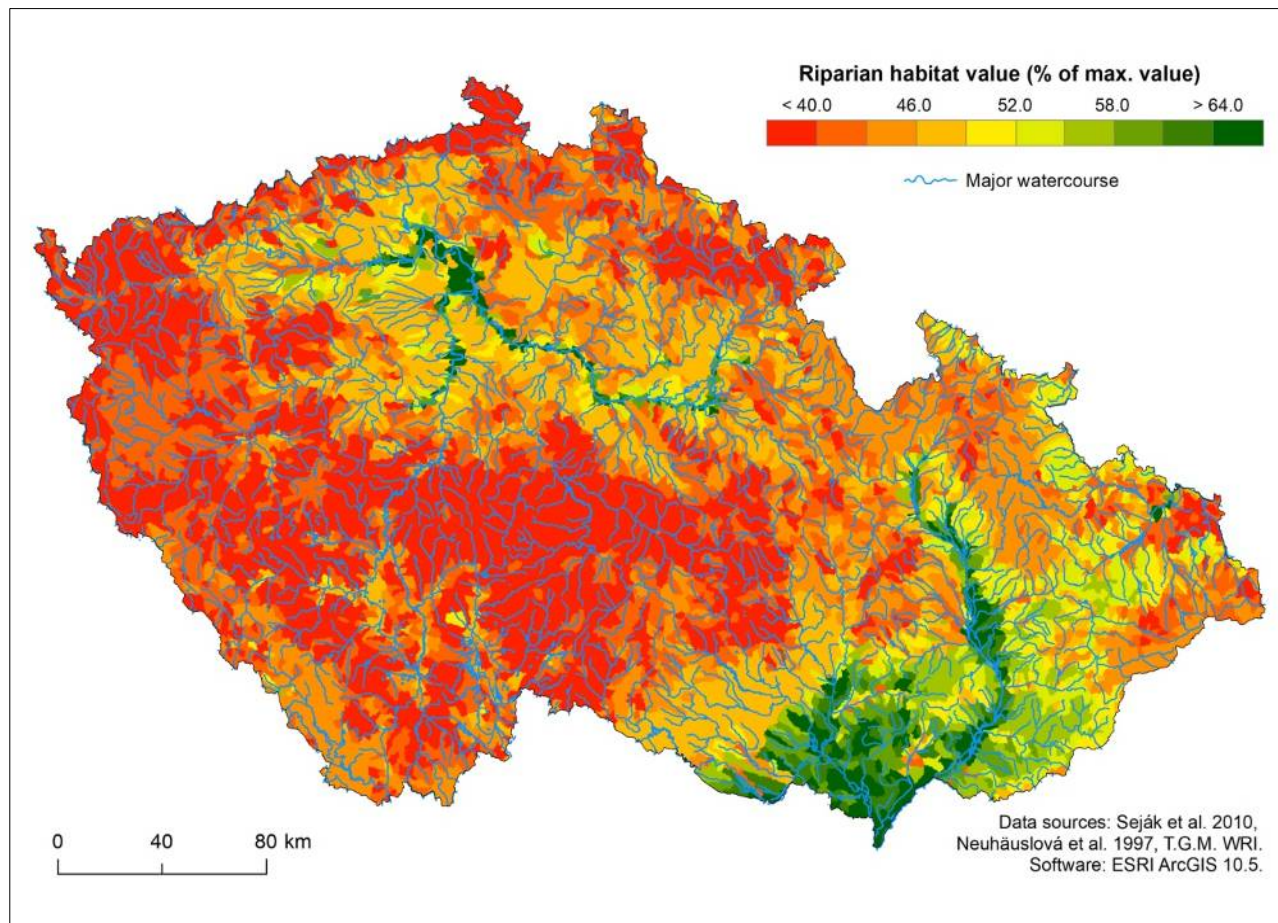 Riparian habitat value (% of max. value)
< 40.0 46.0 52.0 58.0 > 64.0
Major watercourse
0 40 80 km
Data sources: Seják et al. 2010,
Neuhäuslová et al. 1997, T.G.M. WRI.
Software: ESRI ArcGIS 10.5.